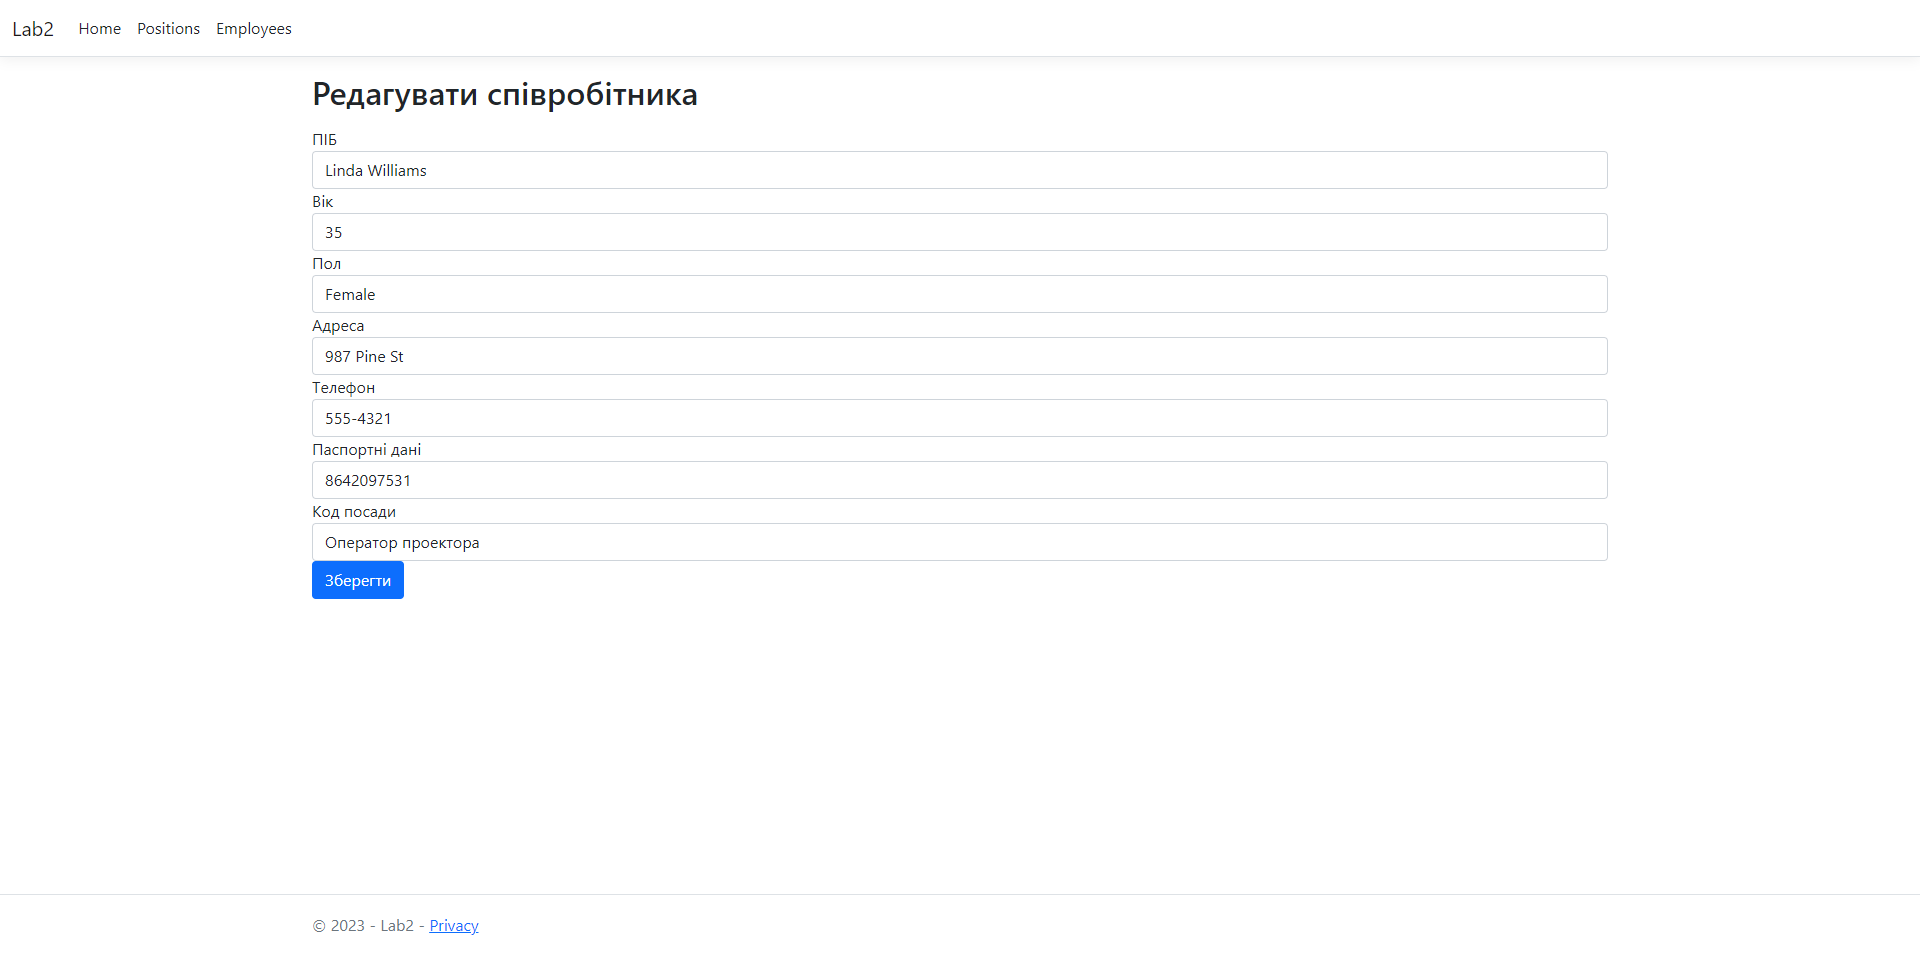 Lab2 Home Positions Employees
Редагувати співробітника
ПІБ
Linda Williams
Вік
35
Пол
Female
Адреса
987 Pine St
Телефон
555-4321
Паспортні дані
8642097531
Код посади
Оператор проектора
Зберегти
© 2023 - Lab2 - Privacy